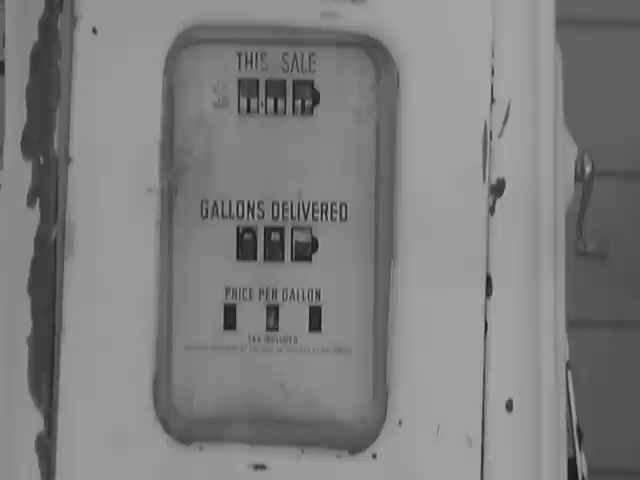 THIS SALE
$
GALLONS DELIVERED
PRICE PER GALLON
TAX INCLUDED